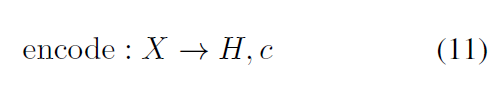 encode : X → H, c (11)